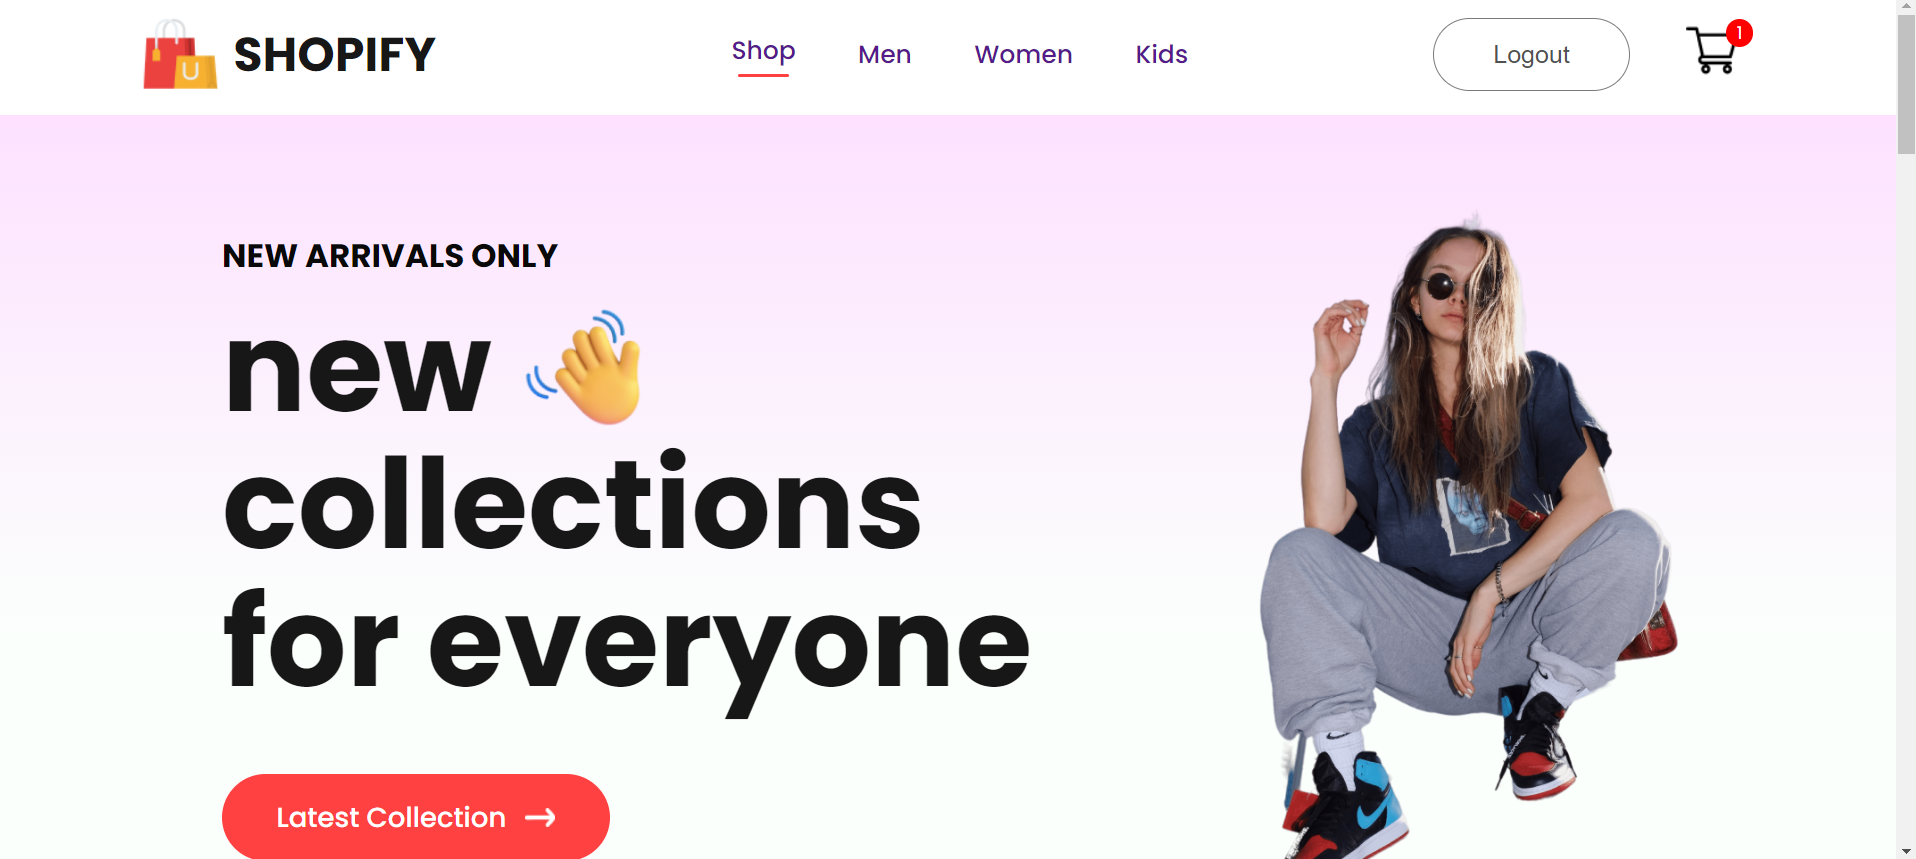 SHOPIFY
Shop
Men
Women
Kids
Logout
1
NEW ARRIVALS ONLY
new
collections
for everyone
Latest Collection